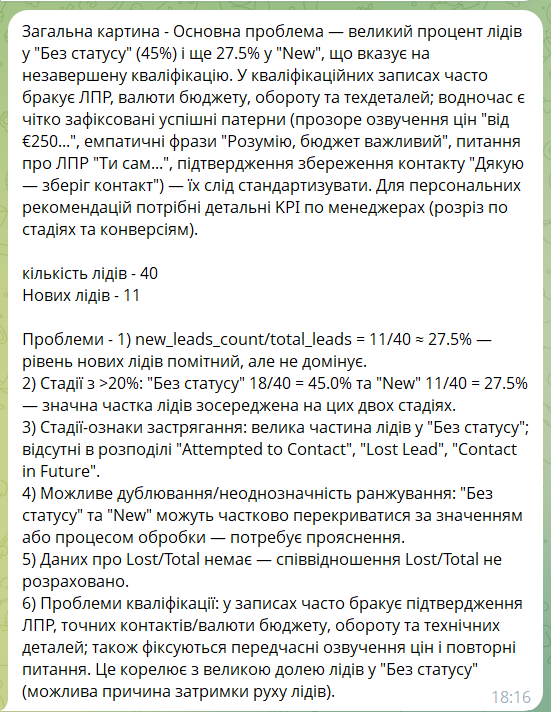 Загальна картина - Основна проблема — великий процент лідів
у "Без статусу" (45%) і ще 27.5% у "New", що вказує на
незавершену кваліфікацію. У кваліфікаційних записах часто
бракує ЛПР, валюти бюджету, обороту та техдеталей; водночас є
чітко зафіксовані успішні патерни (прозоре озвучення цін "від
€250...", емпатичні фрази "Розумію, бюджет важливий", питання
про ЛПР "Ти сам...", підтвердження збереження контакту "Дякую
— зберіг контакт") — їх слід стандартизувати. Для персональних
рекомендацій потрібні детальні KPI по менеджерах (розріз по
стадіях та конверсіям).
кількість лідів - 40
Нових лідів - 11
Проблеми - 1) new_leads_count/total_leads = 11/40 ≈ 27.5% —
рівень нових лідів помітний, але не домінує.
2) Стадії з >20%: "Без статусу" 18/40 = 45.0% та "New" 11/40 = 27.5%
— значна частка лідів зосереджена на цих двох стадіях.
3) Стадії-ознаки застрягання: велика частина лідів у "Без статусу";
відсутні в розподілі "Attempted to Contact", "Lost Lead", "Contact
in Future".
4) Можливе дублювання/неоднозначність ранжування: "Без
статусу" та "New" можуть частково перекриватися за значенням
або процесом обробки — потребує прояснення.
5) Даних про Lost/Total немає — співвідношення Lost/Total не
розраховано.
6) Проблеми кваліфікації: у записах часто бракує підтвердження
ЛПР, точних контактів/валюти бюджету, обороту та технічних
деталей; також фіксуються передчасні озвучення цін і повторні
питання. Це корелює з великою долею лідів у "Без статусу"
(можлива причина затримки руху лідів).
18:16